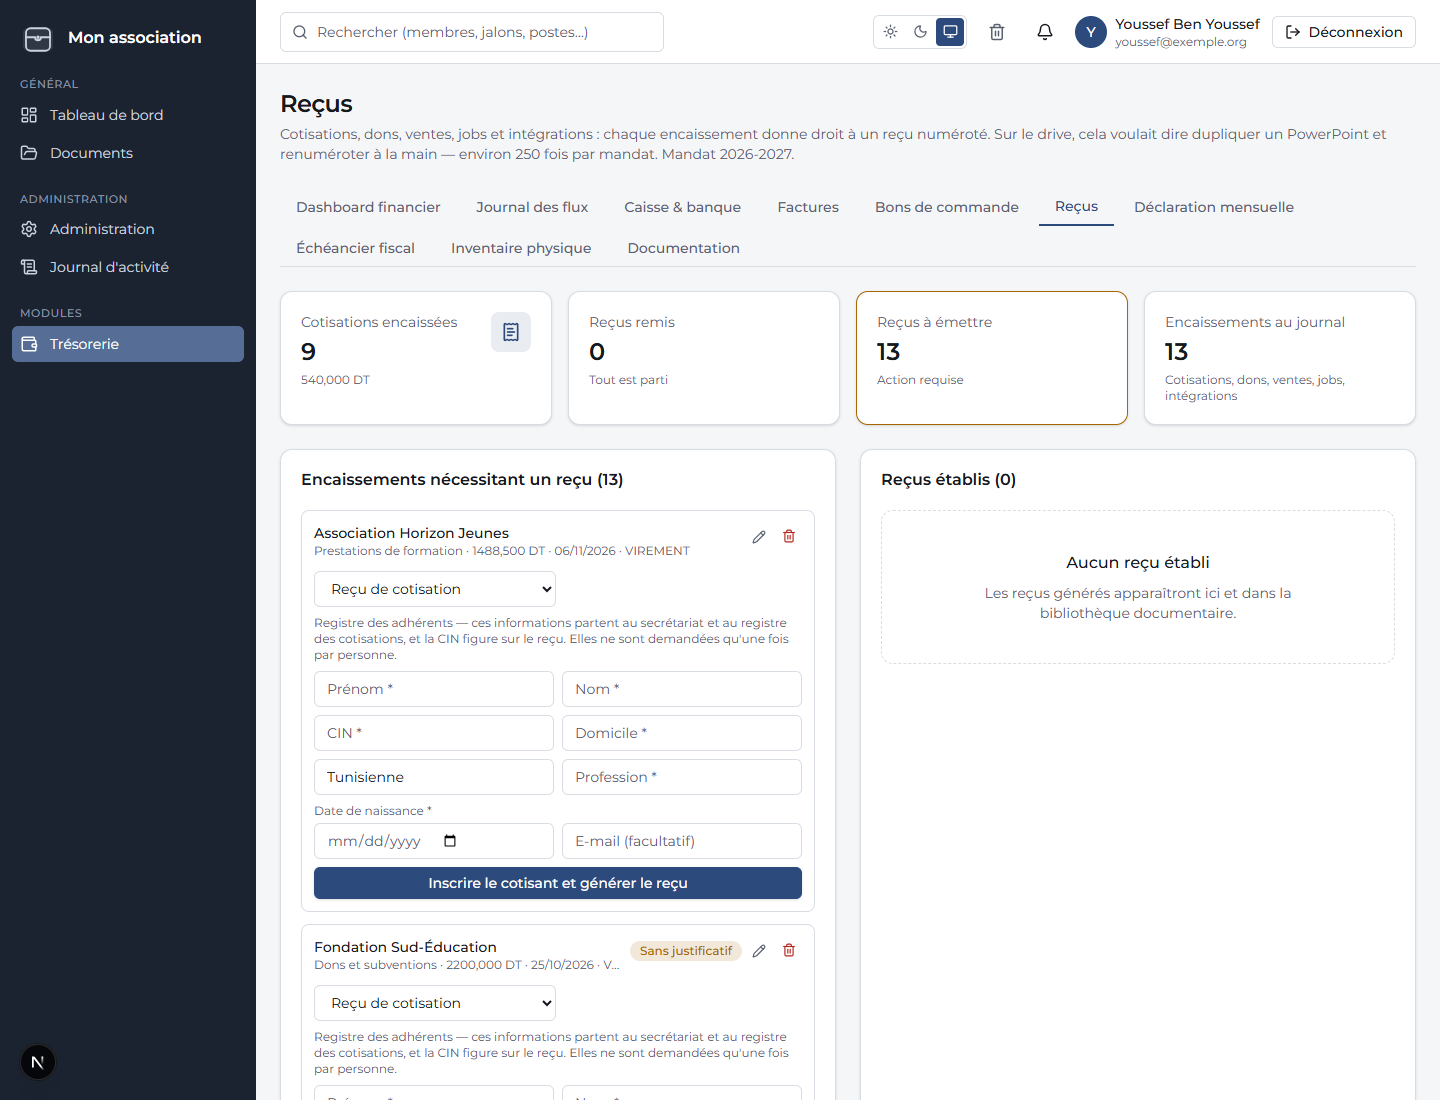 Mon association
GÉNÉRAL
Tableau de bord
Documents
ADMINISTRATION
Administration
Journal d'activité
MODULES
Trésorerie
N
Rechercher (membres, jalons, postes...)
Y
Youssef Ben Youssef
youssef@exemple.org
Déconnexion
Reçus
Cotisations, dons, ventes, jobs et intégrations : chaque encaissement donne droit à un reçu numéroté. Sur le drive, cela voulait dire dupliquer un PowerPoint et
renuméroter à la main — environ 250 fois par mandat. Mandat 2026-2027.
Dashboard financier
Journal des flux
Caisse & banque
Factures
Bons de commande
Reçus
Déclaration mensuelle
Échéancier fiscal
Inventaire physique
Documentation
Cotisations encaissées
9
540,000 DT
Reçus remis
0
Tout est parti
Reçus à émettre
13
Action requise
Encaissements au journal
13
Cotisations, dons, ventes, jobs,
intégrations
Encaissements nécessitant un reçu (13)
Association Horizon Jeunes
Prestations de formation · 1488,500 DT · 06/11/2026 · VIREMENT
Reçu de cotisation
Registre des adhérents — ces informations partent au secrétariat et au registre
des cotisations, et la CIN figure sur le reçu. Elles ne sont demandées qu'une fois
par personne.
Prénom *
Nom *
CIN *
Domicile *
Tunisienne
Profession *
Date de naissance *
mm/dd/yyyy
E-mail (facultatif)
Inscrire le cotisant et générer le reçu
Fondation Sud-Éducation
Sans justificatif
Dons et subventions · 2200,000 DT · 25/10/2026 · V...
Reçu de cotisation
Registre des adhérents — ces informations partent au secrétariat et au registre
des cotisations, et la CIN figure sur le reçu. Elles ne sont demandées qu'une fois
par personne.
Reçus établis (0)
Aucun reçu établi
Les reçus générés apparaîtront ici et dans la
bibliothèque documentaire.